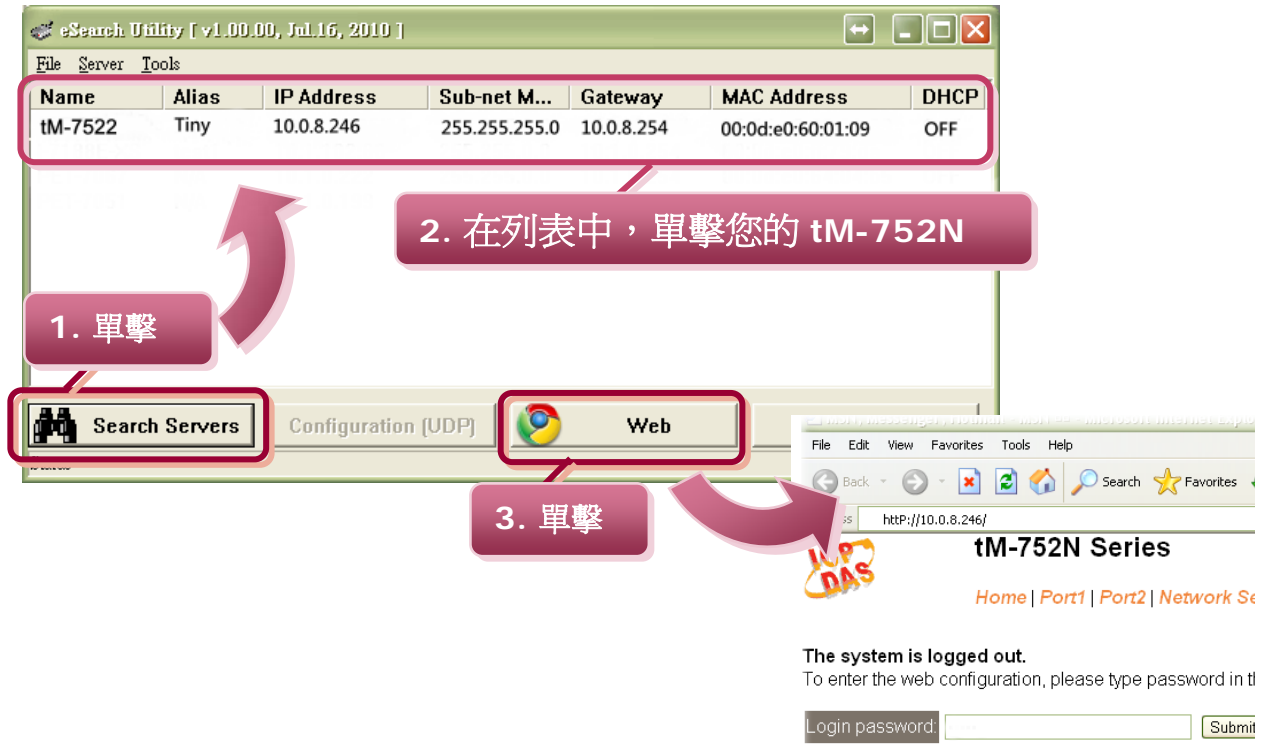 eSearch Utility [ v1.00.00, Jul.16, 2010 ]
File Server Tools
Name Alias IP Address Sub-net M... Gateway MAC Address DHCP
tM-7522 Tiny 10.0.8.246 255.255.255.0 10.0.8.254 00:0d:e0:60:01:09 OFF
2. 在列表中，單擊您的 tM-752N
1. 單擊
Search Servers Configuration (UDP) Web
3. 單擊
File Edit View Favorites Tools Help
Back Search Favorites
httP://10.0.8.246/
ICP DAS
tM-752N Series
Home | Port1 | Port2 | Network Se
The system is logged out.
To enter the web configuration, please type password in th
Login password: Submit